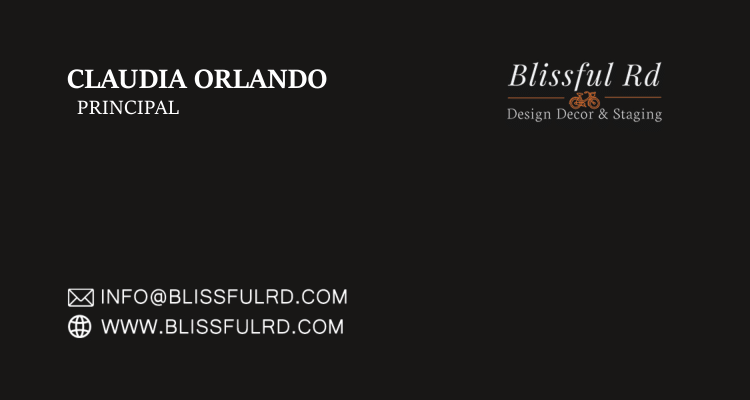 CLAUDIA ORLANDO
PRINCIPAL
Blissful Rd
Design Decor & Staging
INFO@BLISSFULRD.COM
WWW.BLISSFULRD.COM